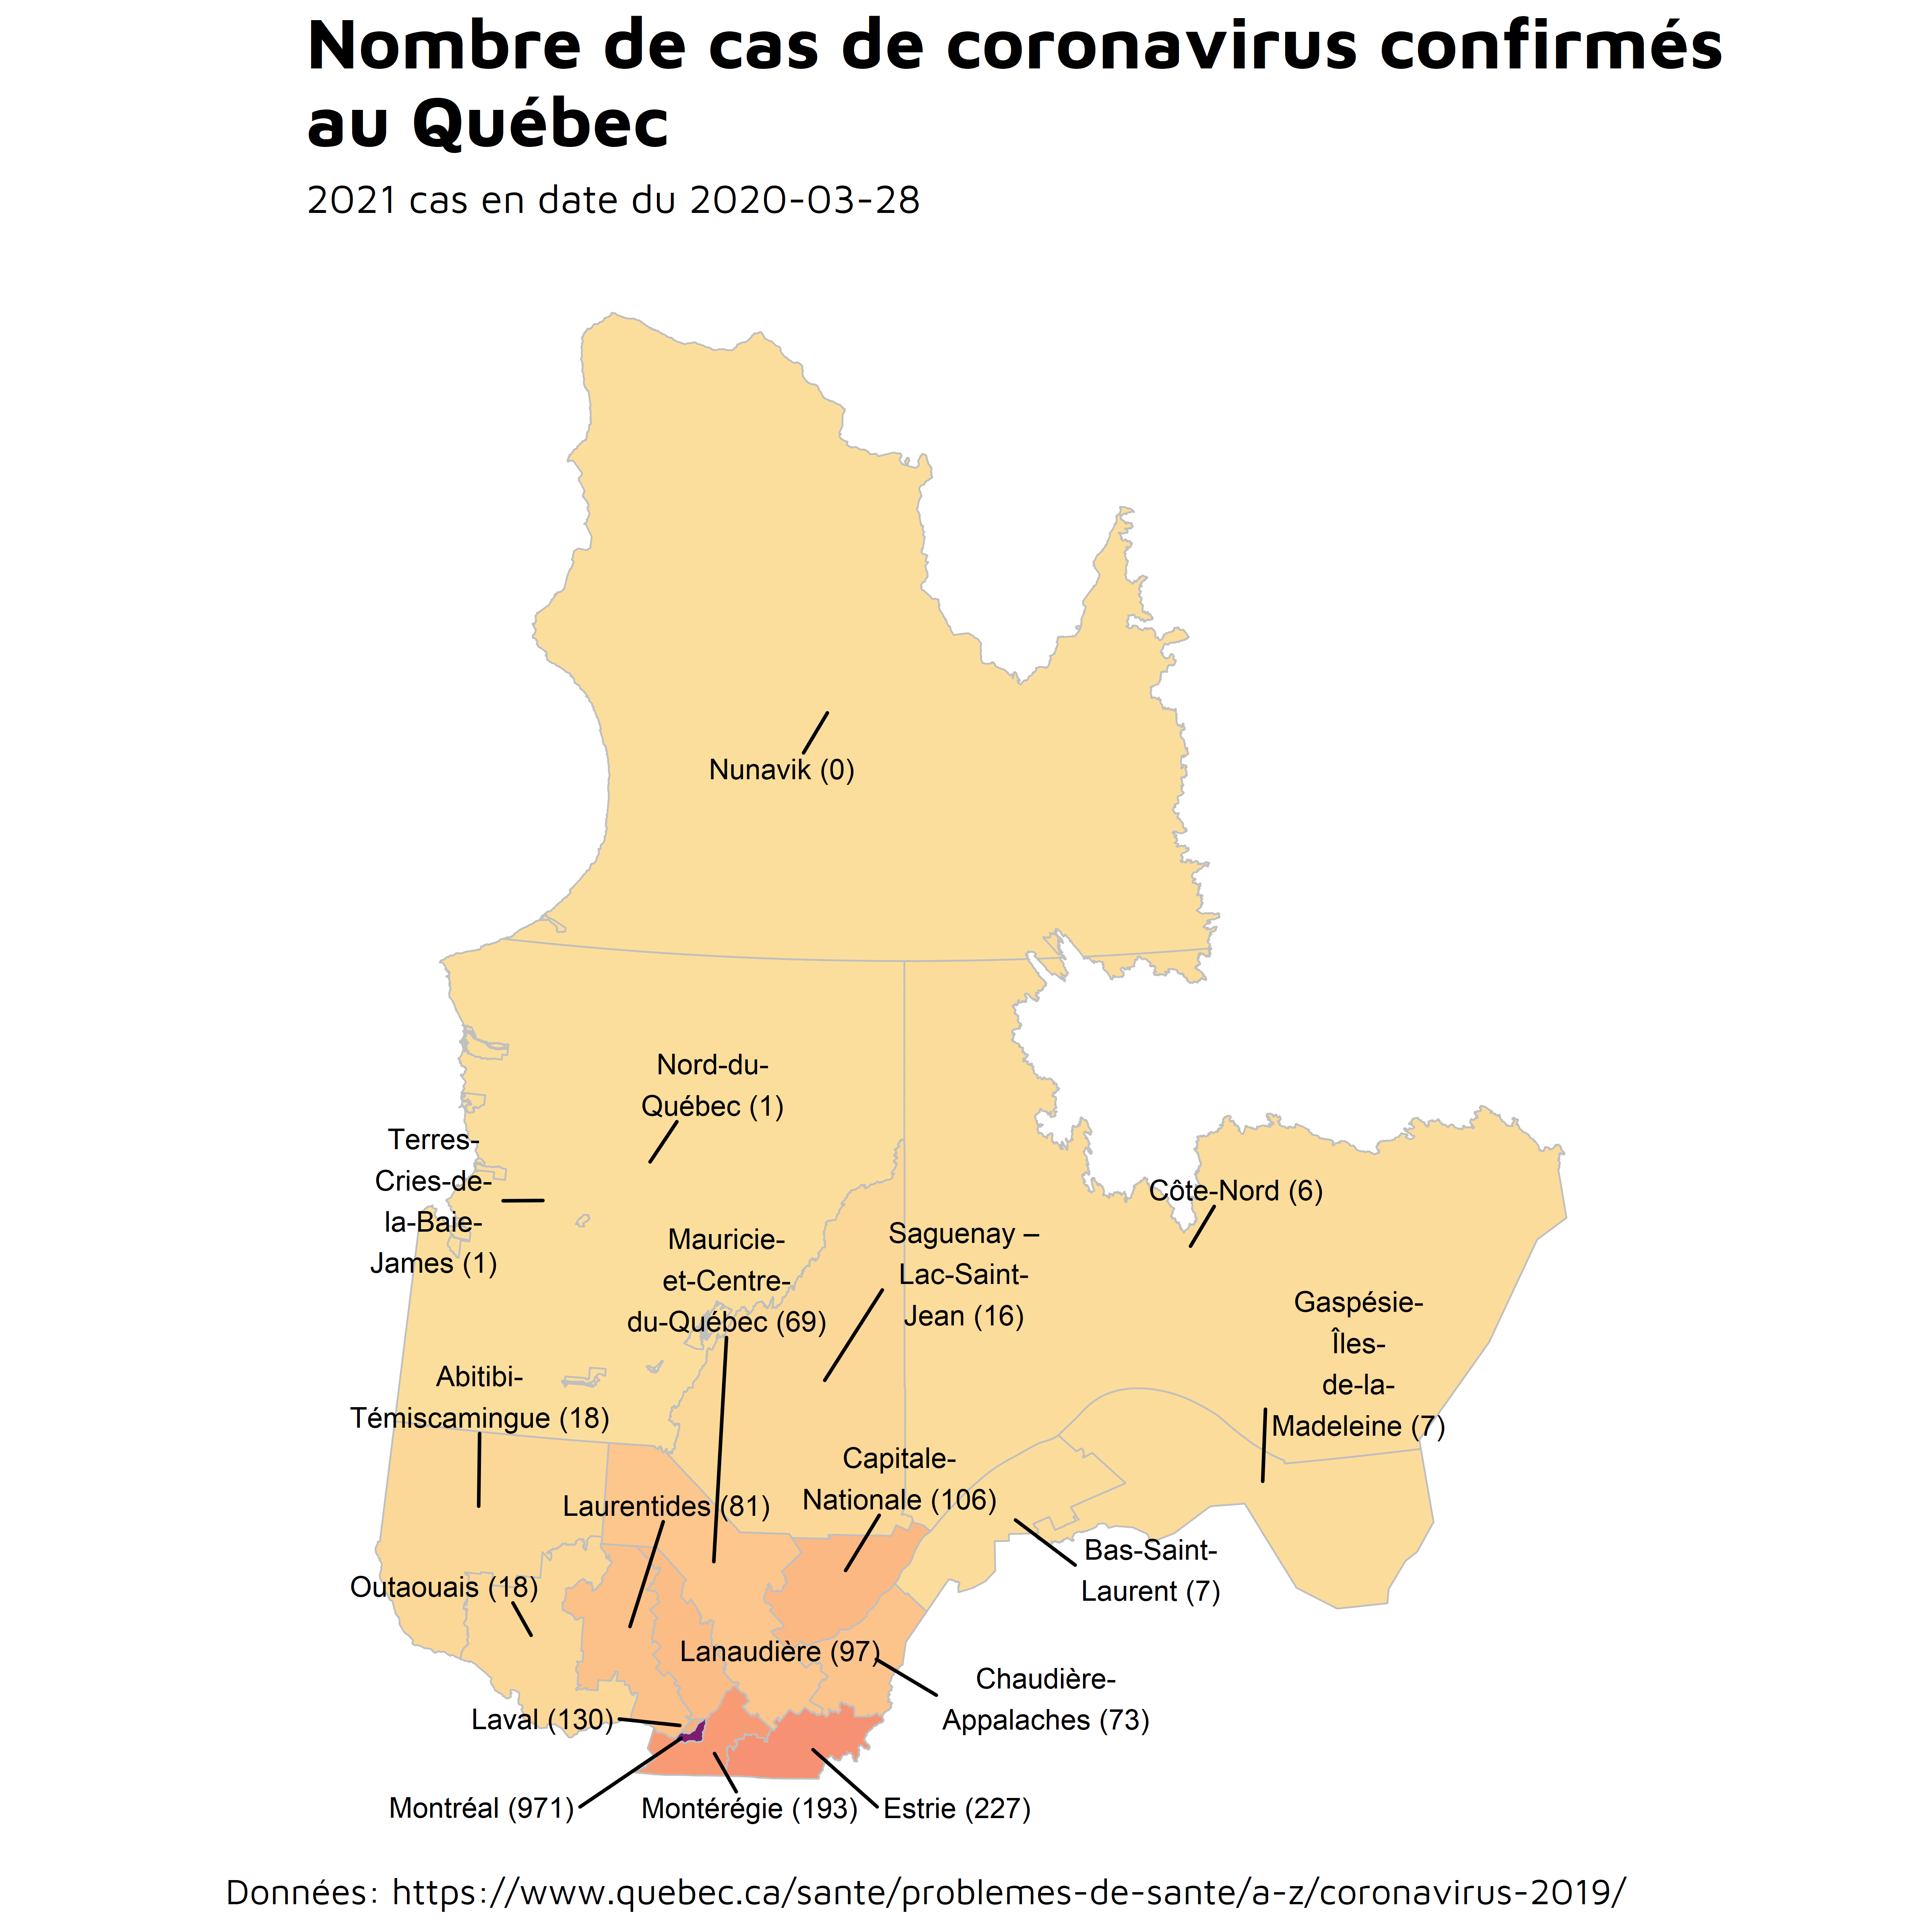 Nombre de cas de coronavirus confirmés
au Québec
2021 cas en date du 2020-03-28
Nunavik (0)
Nord-du-
Québec (1)
Terres-
Cries-de-
la-Baie-
James (1)
Côte-Nord (6)
Mauricie-
et-Centre-
du-Québec (69)
Saguenay –
Lac-Saint-
Jean (16)
Gaspésie-
Îles-
de-la-
Madeleine (7)
Abitibi-
Témiscamingue (18)
Capitale-
Nationale (106)
Laurentides (81)
Bas-Saint-
Laurent (7)
Outaouais (18)
Lanaudière (97)
Chaudière-
Appalaches (73)
Laval (130)
Montréal (971)
Montérégie (193)
Estrie (227)
Données: https://www.quebec.ca/sante/problemes-de-sante/a-z/coronavirus-2019/